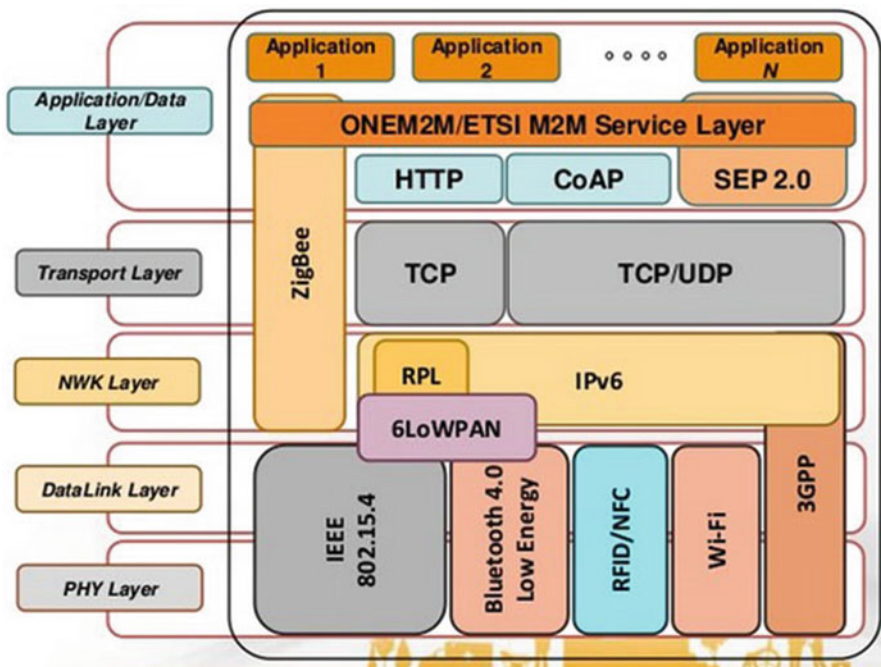 Application
1
Application
2
Application
N
Application/Data
Layer
ONEM2M/ETSI M2M Service Layer
HTTP
CoAP
SEP 2.0
ZigBee
Transport Layer
TCP
TCP/UDP
NWK Layer
RPL
IPv6
6LoWPAN
DataLink Layer
IEEE
802.15.4
Bluetooth 4.0
Low Energy
RFID/NFC
Wi-Fi
3GPP
PHY Layer